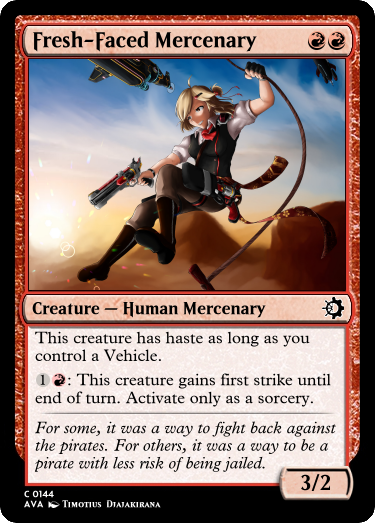 Fresh-Faced Mercenary
Creature — Human Mercenary
This creature has haste as long as you
control a Vehicle.
1 R: This creature gains first strike until
end of turn. Activate only as a sorcery.
For some, it was a way to fight back against
the pirates. For others, it was a way to be a
pirate with less risk of being jailed.
3/2
C 0144
AVA Timotius Djajakirana